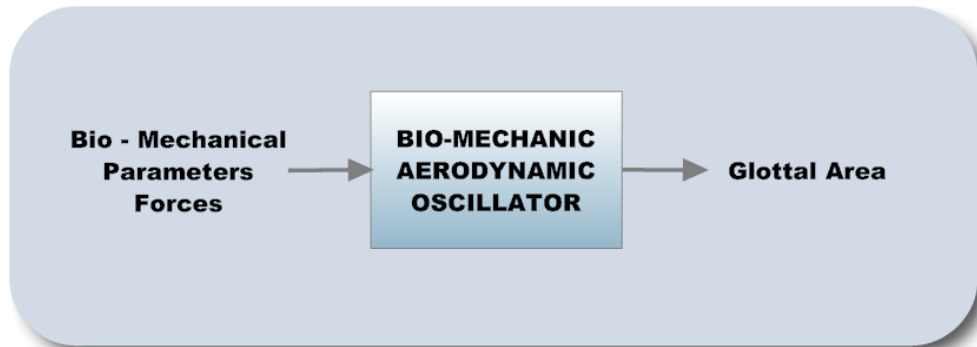 Bio - Mechanical
Parameters
Forces
BIO-MECHANIC
AERODYNAMIC
OSCILLATOR
Glottal Area